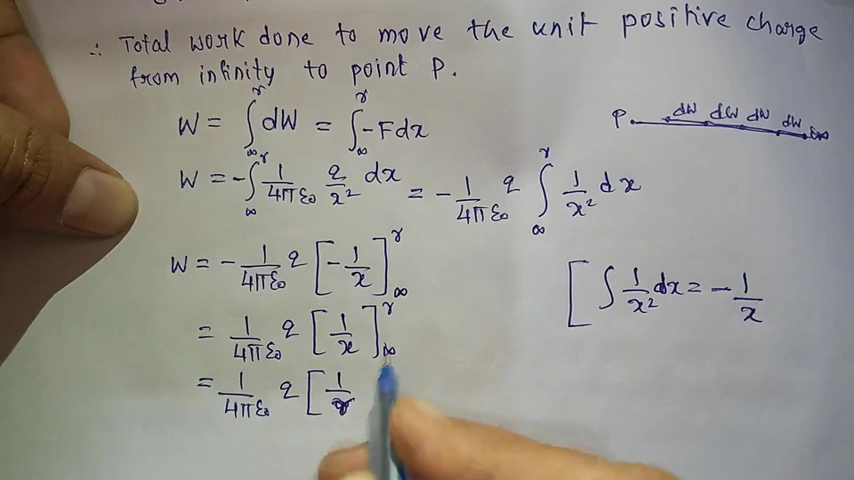 ∴ Total work done to move the unit positive charge
from infinity to point P.
W = ∫_∞^r dW = ∫_∞^r -Fdx
P dW dW dW dW ∞
W = -∫_∞^r 1/4πε₀ q/x² dx = -1/4πε₀ q ∫_∞^r 1/x² dx
W = -1/4πε₀ q [-1/x]_∞^r
[ ∫ 1/x² dx = -1/x
= 1/4πε₀ q [1/x]_∞^r
= 1/4πε₀ q [1/r